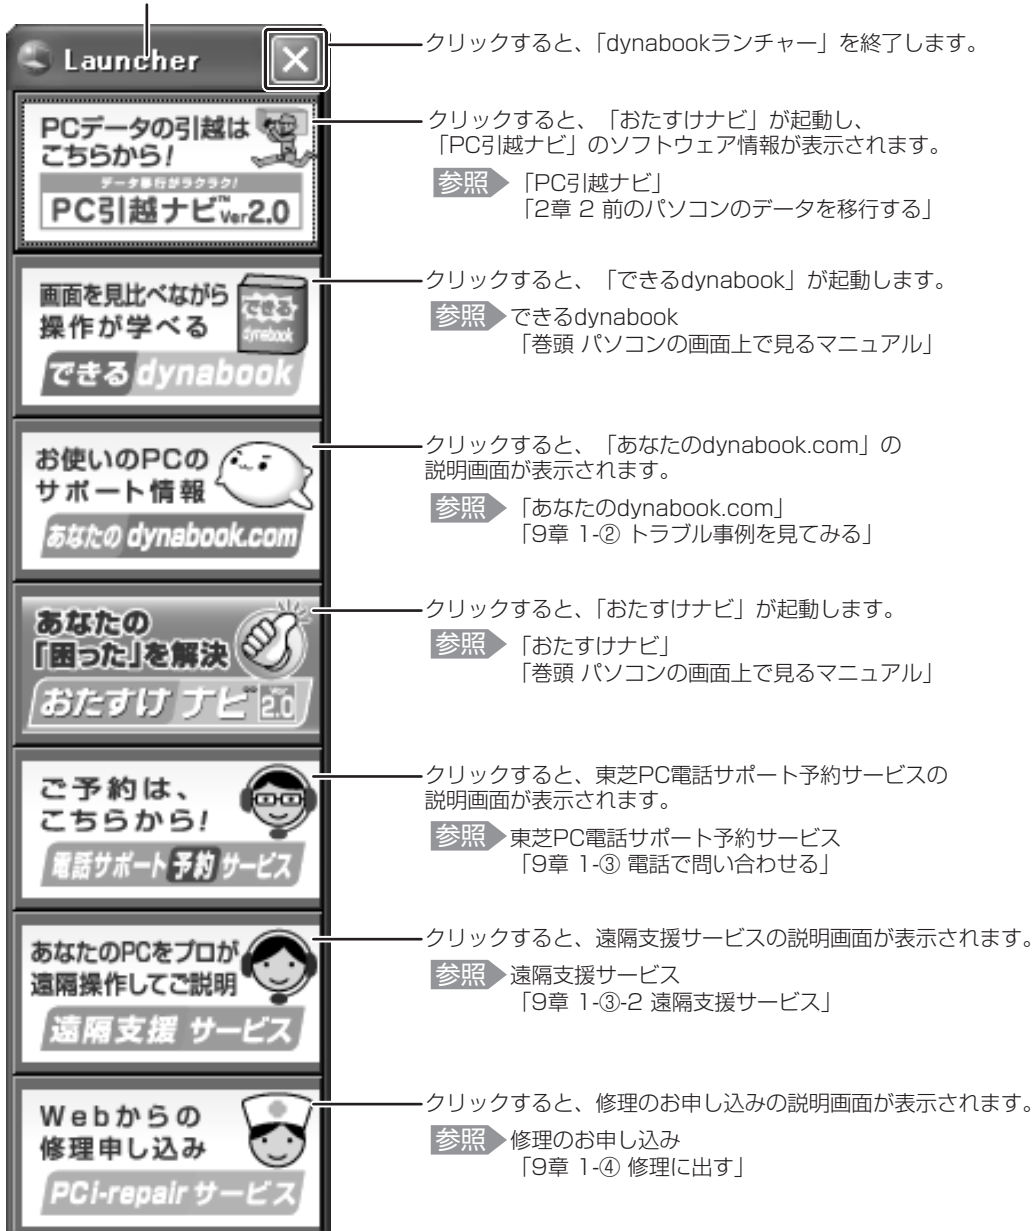 Launcher
クリックすると、「dynabookランチャー」を終了します。
PCデータの引越は
こちらから!
データ移行がラクラク!
PC引越ナビ™Ver2.0
クリックすると、「おたすけナビ」が起動し、
「PC引越ナビ」のソフトウェア情報が表示されます。
参照 「PC引越ナビ」
「2章 2 前のパソコンのデータを移行する」
画面を見比べながら
操作が学べる
できる
dynabook
できるdynabook
クリックすると、「できるdynabook」が起動します。
参照 できるdynabook
「巻頭 パソコンの画面上で見るマニュアル」
お使いのPCの
サポート情報
あなたの dynabook.com
クリックすると、「あなたのdynabook.com」の
説明画面が表示されます。
参照 「あなたのdynabook.com」
「9章 1-② トラブル事例を見てみる」
あなたの
「困った」を解決
おたすけ ナビ Ver 2.0
クリックすると、「おたすけナビ」が起動します。
参照 「おたすけナビ」
「巻頭 パソコンの画面上で見るマニュアル」
ご予約は、
こちらから!
電話サポート予約サービス
クリックすると、東芝PC電話サポート予約サービスの
説明画面が表示されます。
参照 東芝PC電話サポート予約サービス
「9章 1-③ 電話で問い合わせる」
あなたのPCをプロが
遠隔操作してご説明
遠隔支援 サービス
クリックすると、遠隔支援サービスの説明画面が表示されます。
参照 遠隔支援サービス
「9章 1-③-2 遠隔支援サービス」
Webからの
修理申し込み
PCi-repair サービス
クリックすると、修理のお申し込みの説明画面が表示されます。
参照 修理のお申し込み
「9章 1-④ 修理に出す」